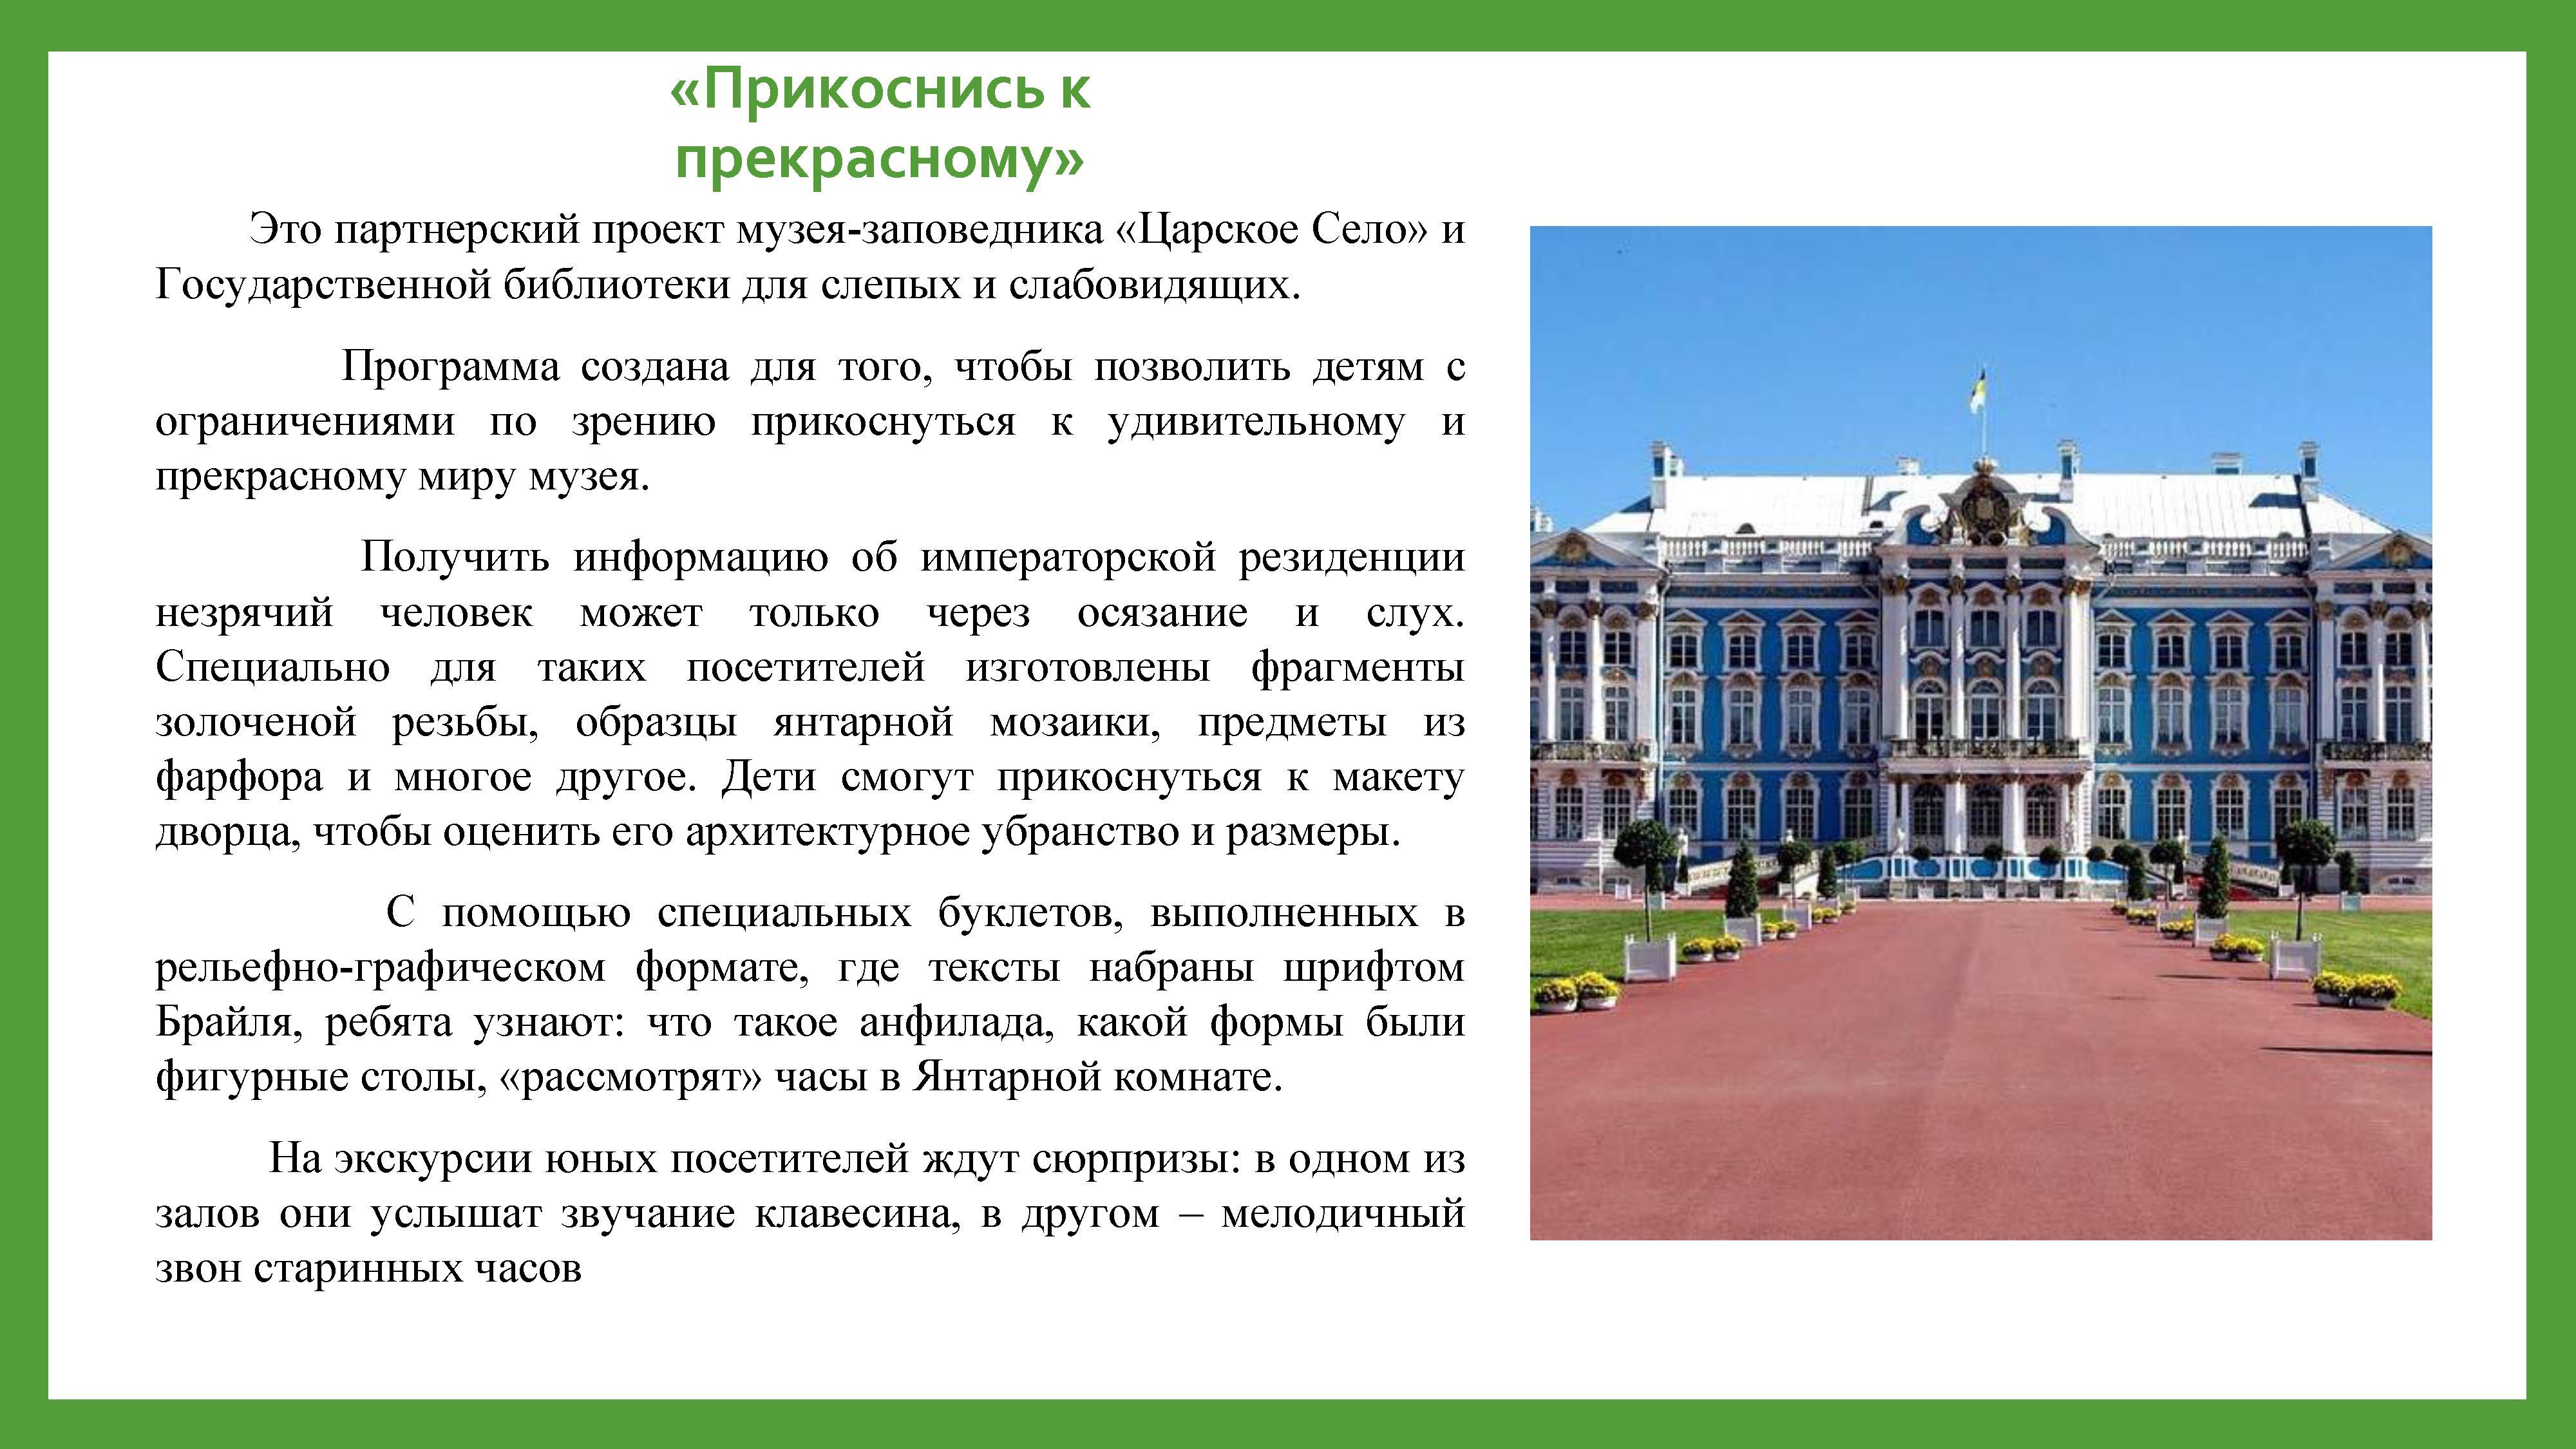 «Прикоснись к
прекрасному»
Это партнерский проект музея-заповедника «Царское Село» и
Государственной библиотеки для слепых и слабовидящих.
Программа создана для того, чтобы позволить детям с
ограничениями по зрению прикоснуться к удивительному и
прекрасному миру музея.
Получить информацию об императорской резиденции
незрячий человек может только через осязание и слух.
Специально для таких посетителей изготовлены фрагменты
золоченой резьбы, образцы янтарной мозаики, предметы из
фарфора и многое другое. Дети смогут прикоснуться к макету
дворца, чтобы оценить его архитектурное убранство и размеры.
С помощью специальных буклетов, выполненных в
рельефно-графическом формате, где тексты набраны шрифтом
Брайля, ребята узнают: что такое анфилада, какой формы были
фигурные столы, «рассмотрят» часы в Янтарной комнате.
На экскурсии юных посетителей ждут сюрпризы: в одном из
залов они услышат звучание клавесина, в другом – мелодичный
звон старинных часов